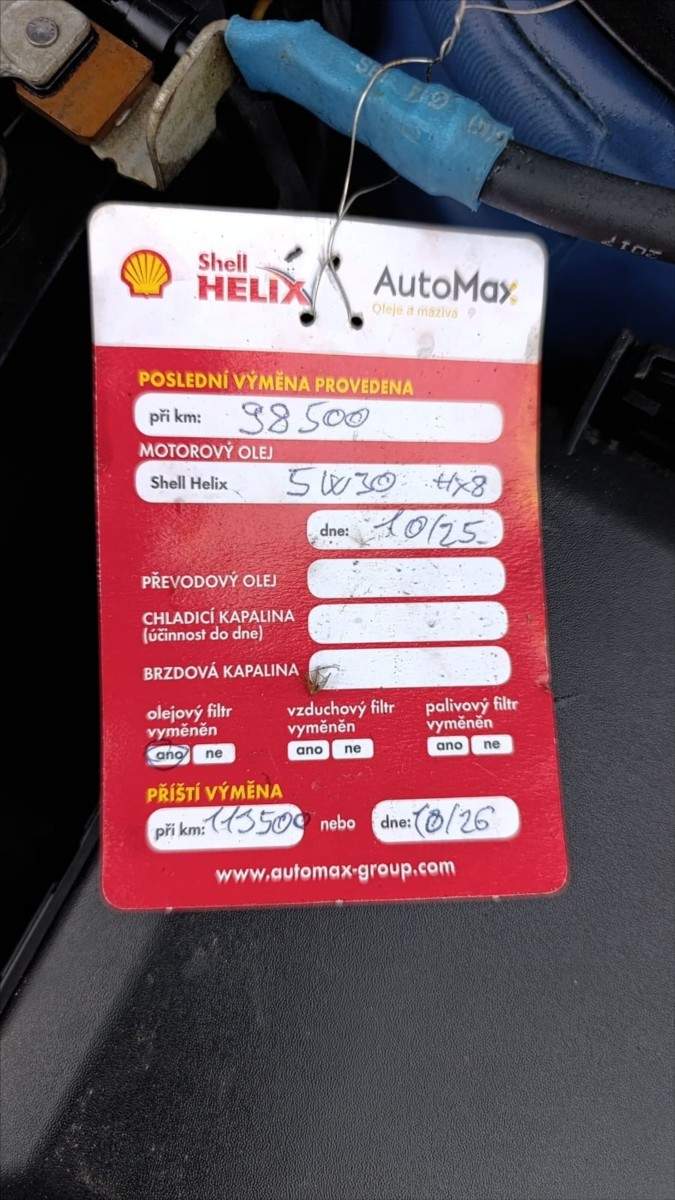 Shell
HELIX
AutoMax
Oleje a maziva
POSLEDNÍ VÝMĚNA PROVEDENA
při km: 98500
MOTOROVÝ OLEJ
Shell Helix 5W30 Hx8
dne: 10/25
PŘEVODOVÝ OLEJ
CHLADICÍ KAPALINA
(účinnost do dne)
BRZDOVÁ KAPALINA
olejový filtr
vyměněn
ano ne
vzduchový filtr
vyměněn
ano ne
palivový filtr
vyměněn
ano ne
PŘÍŠTÍ VÝMĚNA
při km: 113500 nebo dne: 10/26
www.automax-group.com